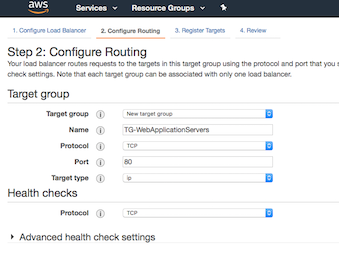 aws
Services Resource Groups
1. Configure Load Balancer 2. Configure Routing 3. Register Targets 4. Review
Step 2: Configure Routing
Your load balancer routes requests to the targets in this target group using the protocol and port that you s
check settings. Note that each target group can be associated with only one load balancer.
Target group
Target group i New target group
Name i TG-WebApplicationServers
Protocol i TCP
Port i 80
Target type i ip
Health checks
Protocol i TCP
Advanced health check settings